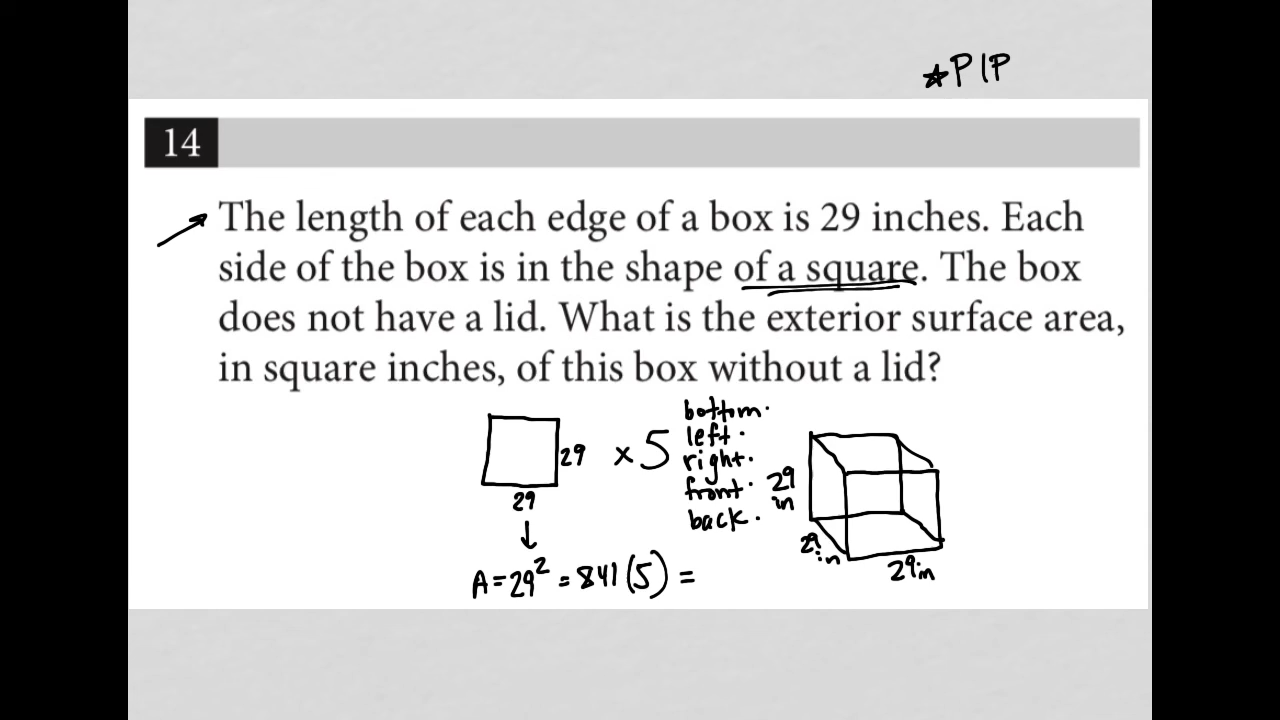 ☆PIP
14
The length of each edge of a box is 29 inches. Each
side of the box is in the shape of a square. The box
does not have a lid. What is the exterior surface area,
in square inches, of this box without a lid?
29
29
x 5
bottom.
left.
right.
front.
back.
A = 29² = 841(5) =
29
in
29
in
29in